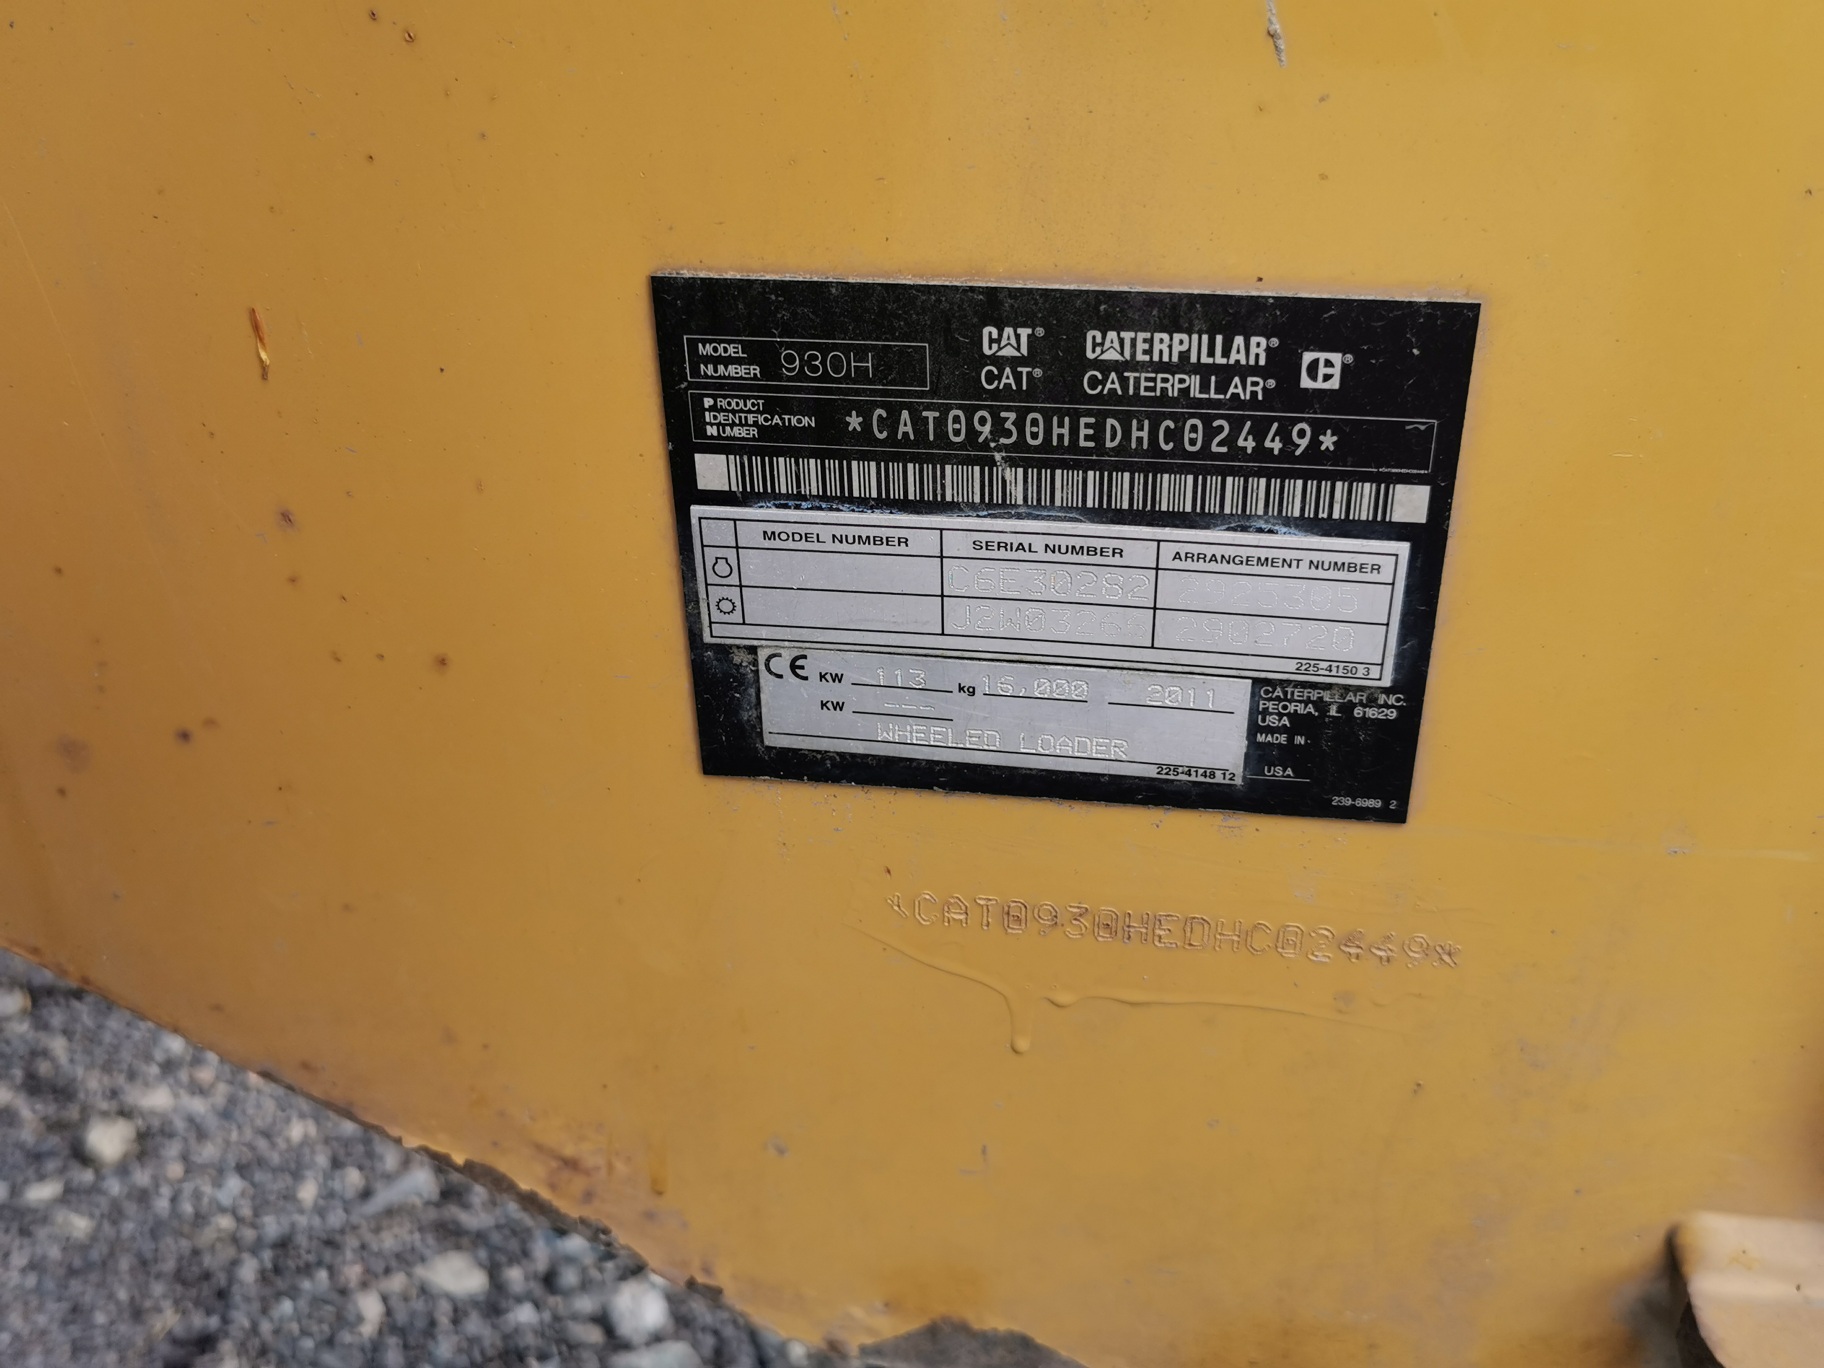 MODEL NUMBER 930H
CAT® CATERPILLAR® ®
CAT® CATERPILLAR®
PRODUCT IDENTIFICATION NUMBER *CAT0930HEDHC02449*
MODEL NUMBER SERIAL NUMBER ARRANGEMENT NUMBER
C6E30282 2925305
J2W03266 2902720
225-4150 3
CE KW 113 kg 16,000 2011
KW ---
WHEELED LOADER
225-4148 12
CATERPILLAR INC.
PEORIA, IL 61629
USA
MADE IN
USA
239-6989 2
*CAT0930HEDHC02449*